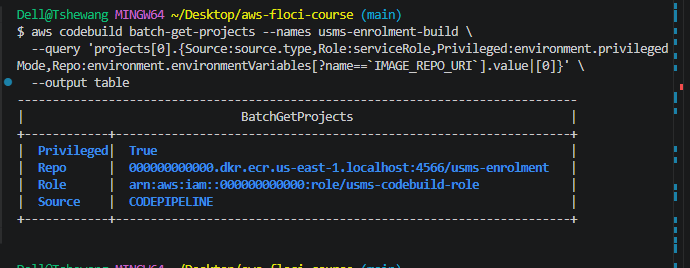 Dell@Tshewang MINGW64 ~/Desktop/aws-floci-course (main)
$ aws codebuild batch-get-projects --names usms-enrolment-build \
  --query 'projects[0].{Source:source.type,Role:serviceRole,Privileged:environment.privileged
Mode,Repo:environment.environmentVariables[?name==`IMAGE_REPO_URI`].value|[0]}' \
  --output table
---------------------------------------------------------------------------
|                            BatchGetProjects                             |
+------------+------------------------------------------------------------+
|  Privileged|  True                                                      |
|  Repo      |  000000000000.dkr.ecr.us-east-1.localhost:4566/usms-enrolment   |
|  Role      |  arn:aws:iam::000000000000:role/usms-codebuild-role        |
|  Source    |  CODEPIPELINE                                              |
+------------+------------------------------------------------------------+
Dell@Tshewang MINGW64 ~/Desktop/aws-floci-course (main)